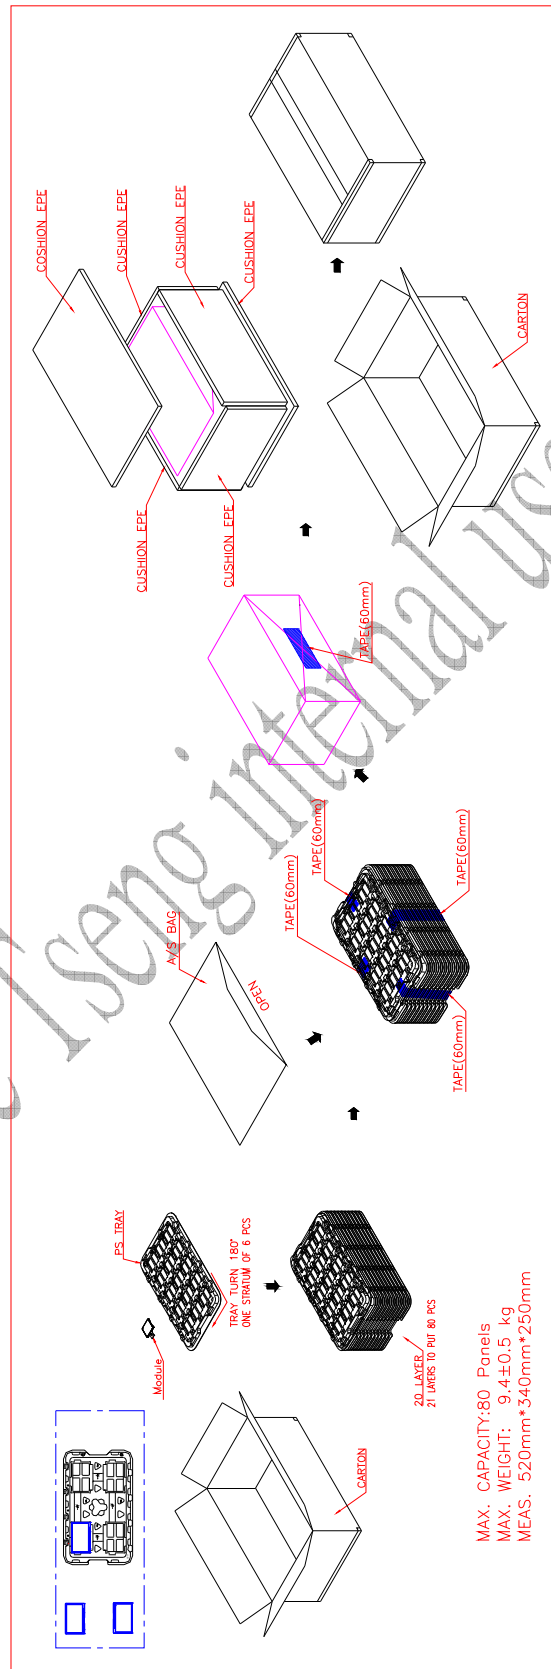 COSHION EPE
CUSHION EPE
CUSHION EPE
CUSHION EPE
CUSHION EPE
CUSHION EPE
CARTON
TAPE(60mm)
TAPE(60mm)
TAPE(60mm)
TAPE(60mm)
TAPE(60mm)
A/S BAG
OPEN
PS TRAY
TRAY TURN 180°
ONE STRATUM OF 6 PCS
Module
20 LAYER
21 LAYERS TO PUT 80 PCS
CARTON
MAX. CAPACITY:80 Panels
MAX. WEIGHT: 9.4±0.5 kg
MEAS. 520mm*340mm*250mm
Tseng internal us